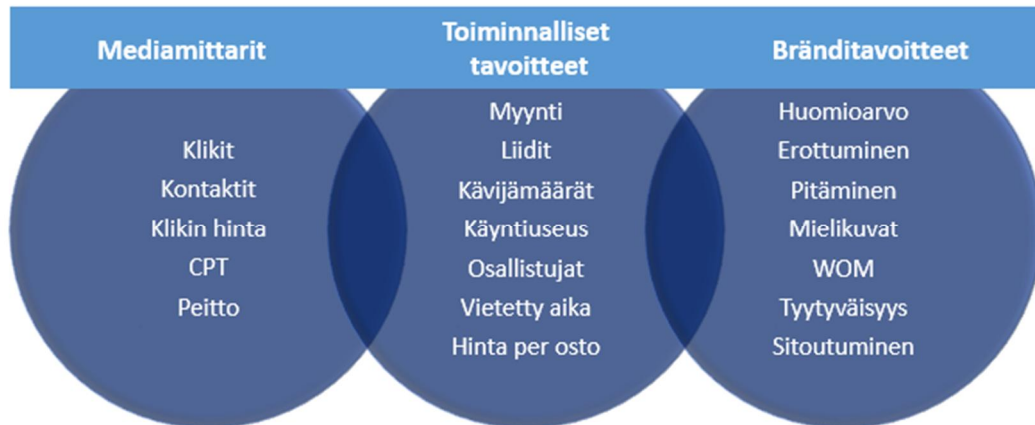 Mediamittarit
Klikit
Kontaktit
Klikin hinta
CPT
Peitto
Toiminnalliset
tavoitteet
Myynti
Liidit
Kävijämäärät
Käyntiuseus
Osallistujat
Vietetty aika
Hinta per osto
Bränditavoitteet
Huomioarvo
Erottuminen
Pitäminen
Mielikuvat
WOM
Tyytyväisyys
Sitoutuminen